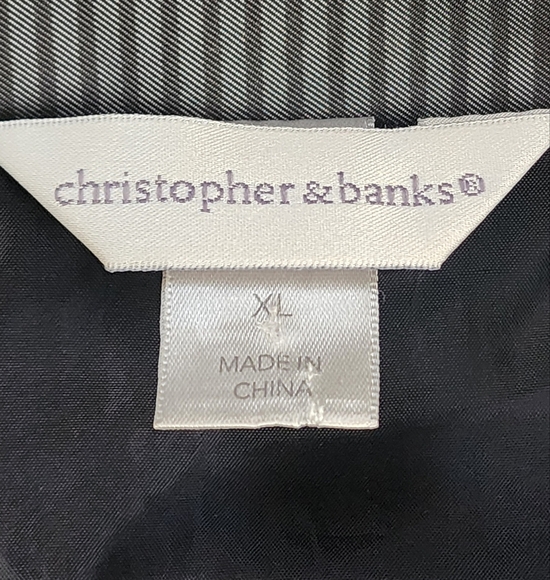 christopher & banks®
XL
MADE IN
CHINA